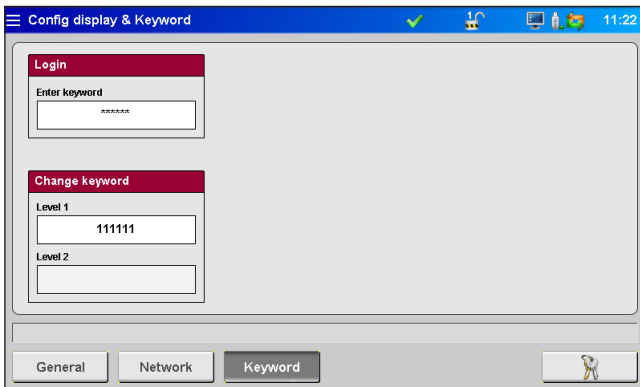 Config display & Keyword
11:22
Login
Enter keyword
******
Change keyword
Level 1
111111
Level 2
General
Network
Keyword